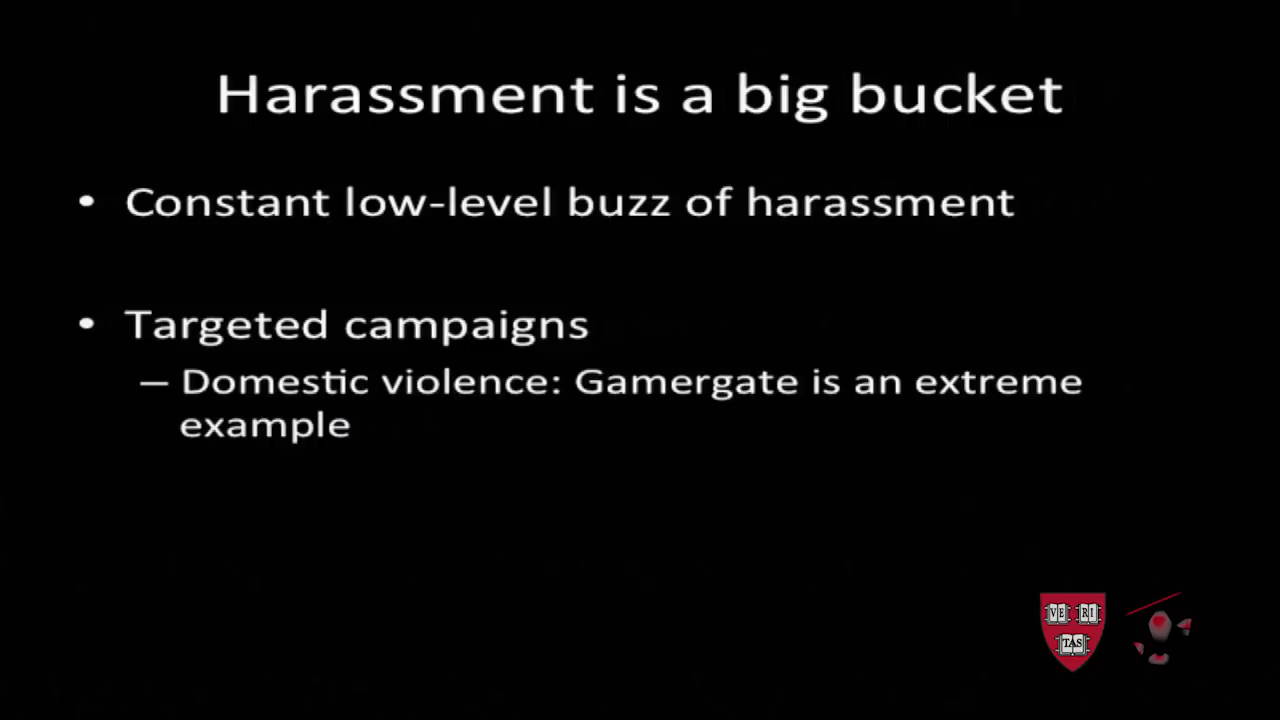 Harassment is a big bucket
• Constant low-level buzz of harassment
• Targeted campaigns
– Domestic violence: Gamergate is an extreme
example
VE RI
TAS